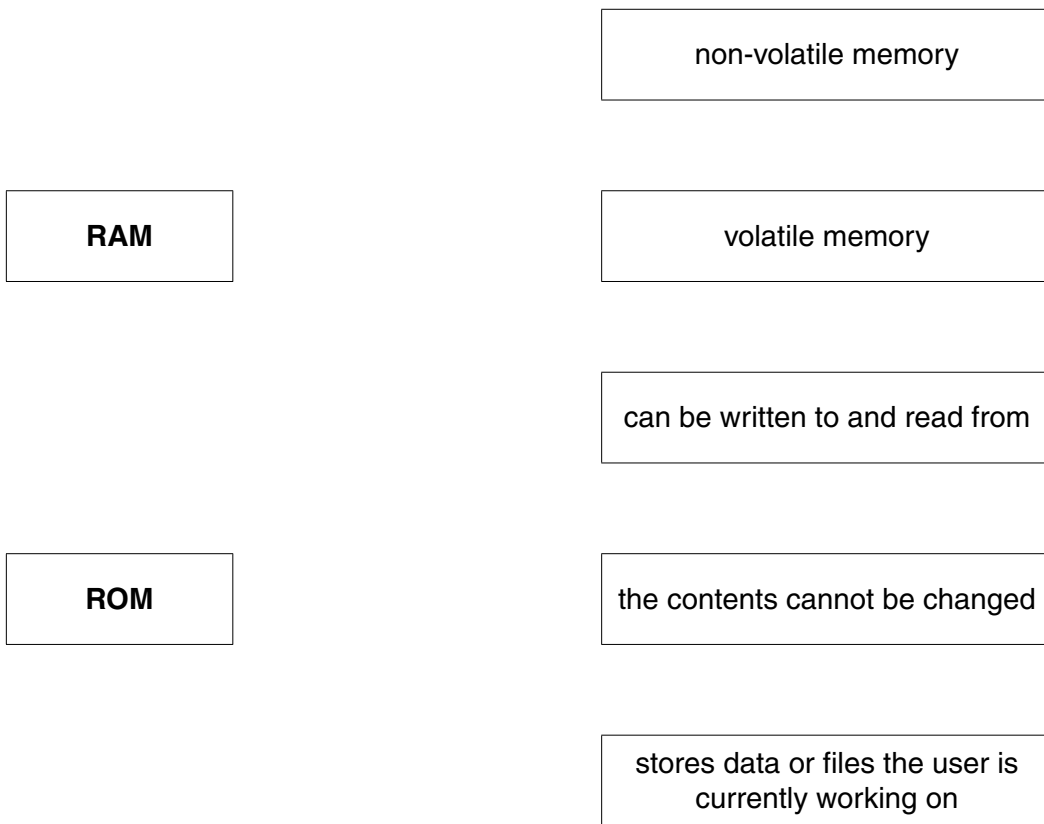 non-volatile memory
RAM
volatile memory
can be written to and read from
ROM
the contents cannot be changed
stores data or files the user is
currently working on